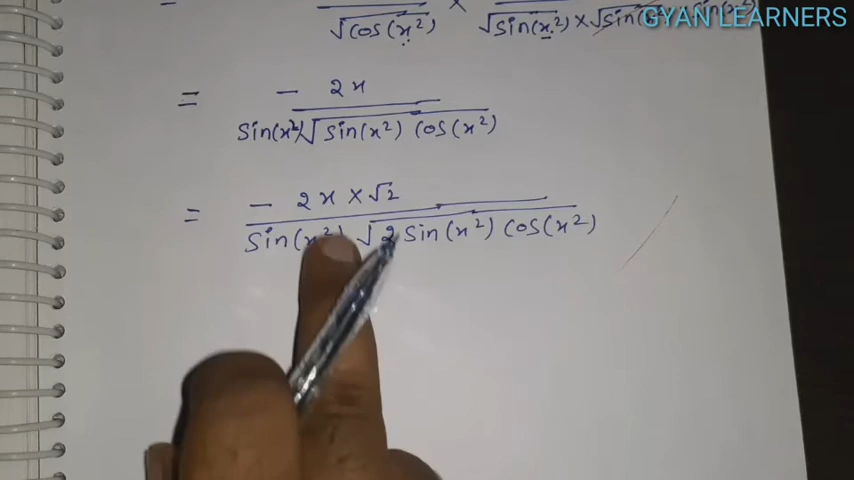 GYAN LEARNERS
√cos(x²) × √sin(x²) × √sin(x²)
= - 2x
sin(x²)√sin(x²) cos(x²)
= - 2x × √2
sin(x²) √2 sin(x²) cos(x²)